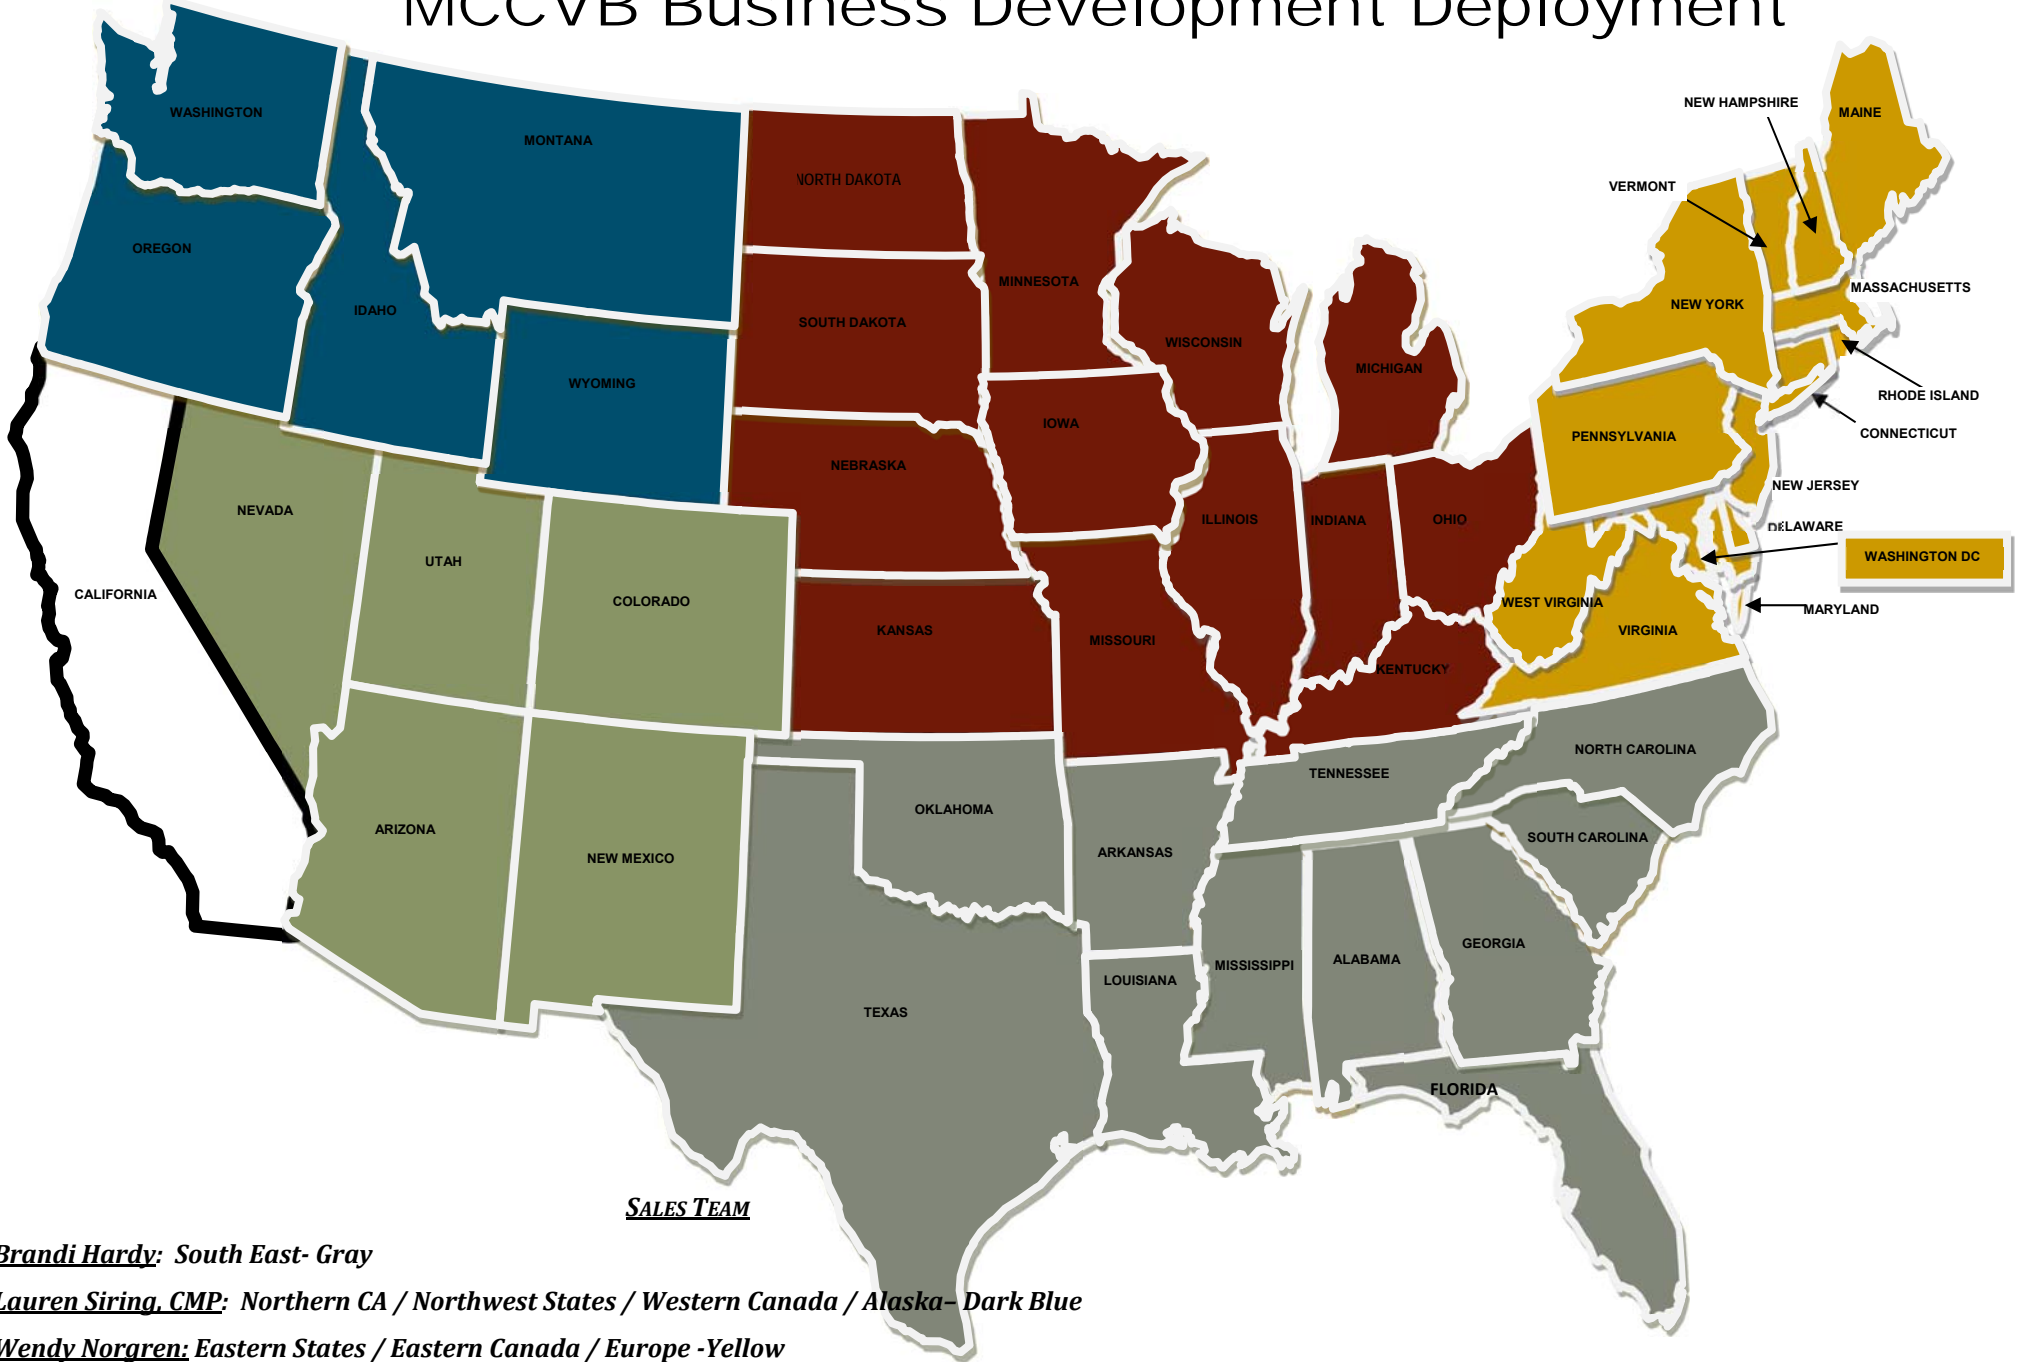 MCCVB Business Development Deployment
WASHINGTON
MONTANA
NORTH DAKOTA
NEW HAMPSHIRE
MAINE
VERMONT
OREGON
IDAHO
MINNESOTA
MASSACHUSETTS
NEW YORK
SOUTH DAKOTA
WISCONSIN
WYOMING
MICHIGAN
RHODE ISLAND
IOWA
CONNECTICUT
PENNSYLVANIA
NEBRASKA
NEW JERSEY
NEVADA
ILLINOIS
INDIANA
OHIO
DELAWARE
WASHINGTON DC
UTAH
CALIFORNIA
COLORADO
WEST VIRGINIA
MARYLAND
KANSAS
VIRGINIA
MISSOURI
KENTUCKY
NORTH CAROLINA
TENNESSEE
OKLAHOMA
ARIZONA
SOUTH CAROLINA
NEW MEXICO
ARKANSAS
GEORGIA
ALABAMA
MISSISSIPPI
LOUISIANA
TEXAS
FLORIDA
SALES TEAM
Brandi Hardy: South East- Gray
Lauren Siring, CMP: Northern CA / Northwest States / Western Canada / Alaska– Dark Blue
Wendy Norgren: Eastern States / Eastern Canada / Europe -Yellow